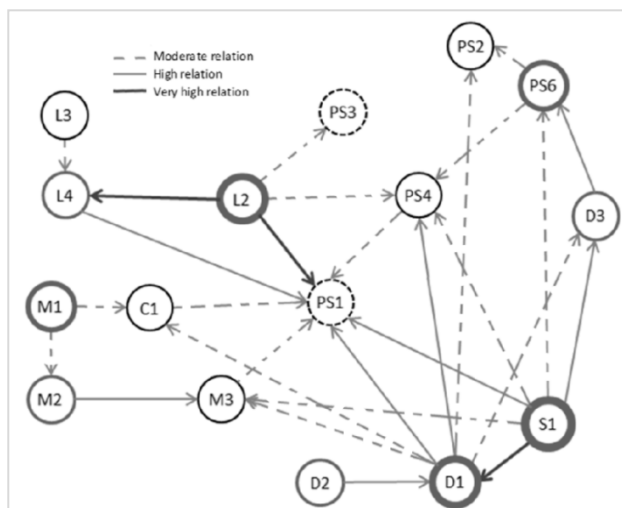 Moderate relation
High relation
Very high relation
PS2
PS6
L3
PS3
L4
L2
PS4
D3
M1
C1
PS1
M2
M3
S1
D2
D1